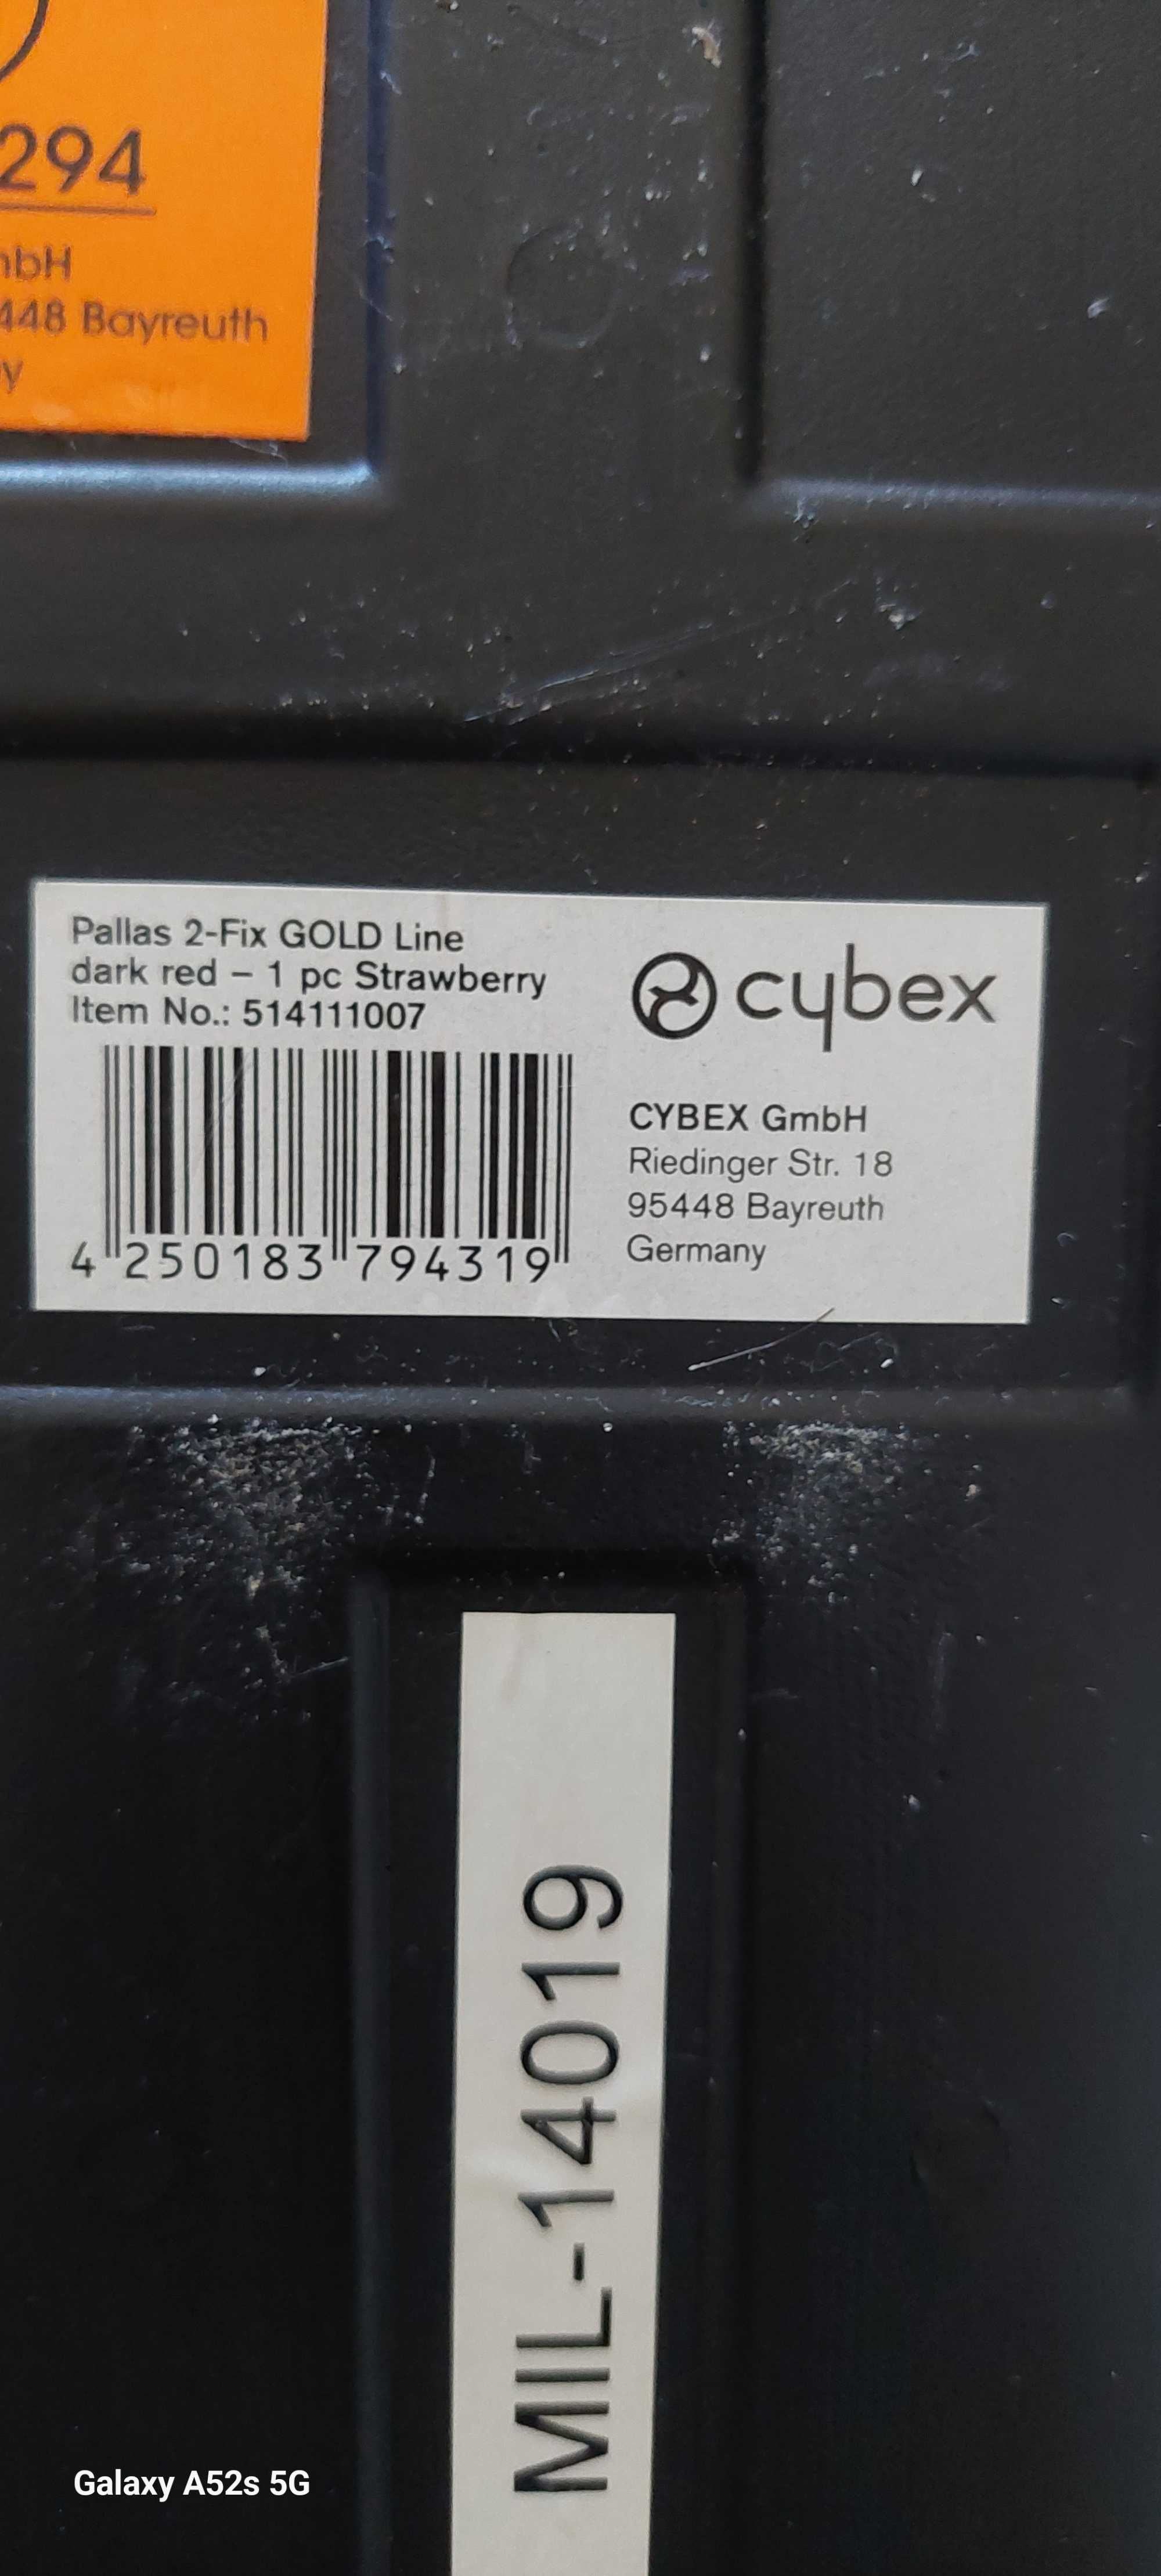 294
mbH
448 Bayreuth
y
Pallas 2-Fix GOLD Line
dark red – 1 pc Strawberry
Item No.: 514111007
4 250183 794319
cybex
CYBEX GmbH
Riedinger Str. 18
95448 Bayreuth
Germany
MIL-14019
Galaxy A52s 5G